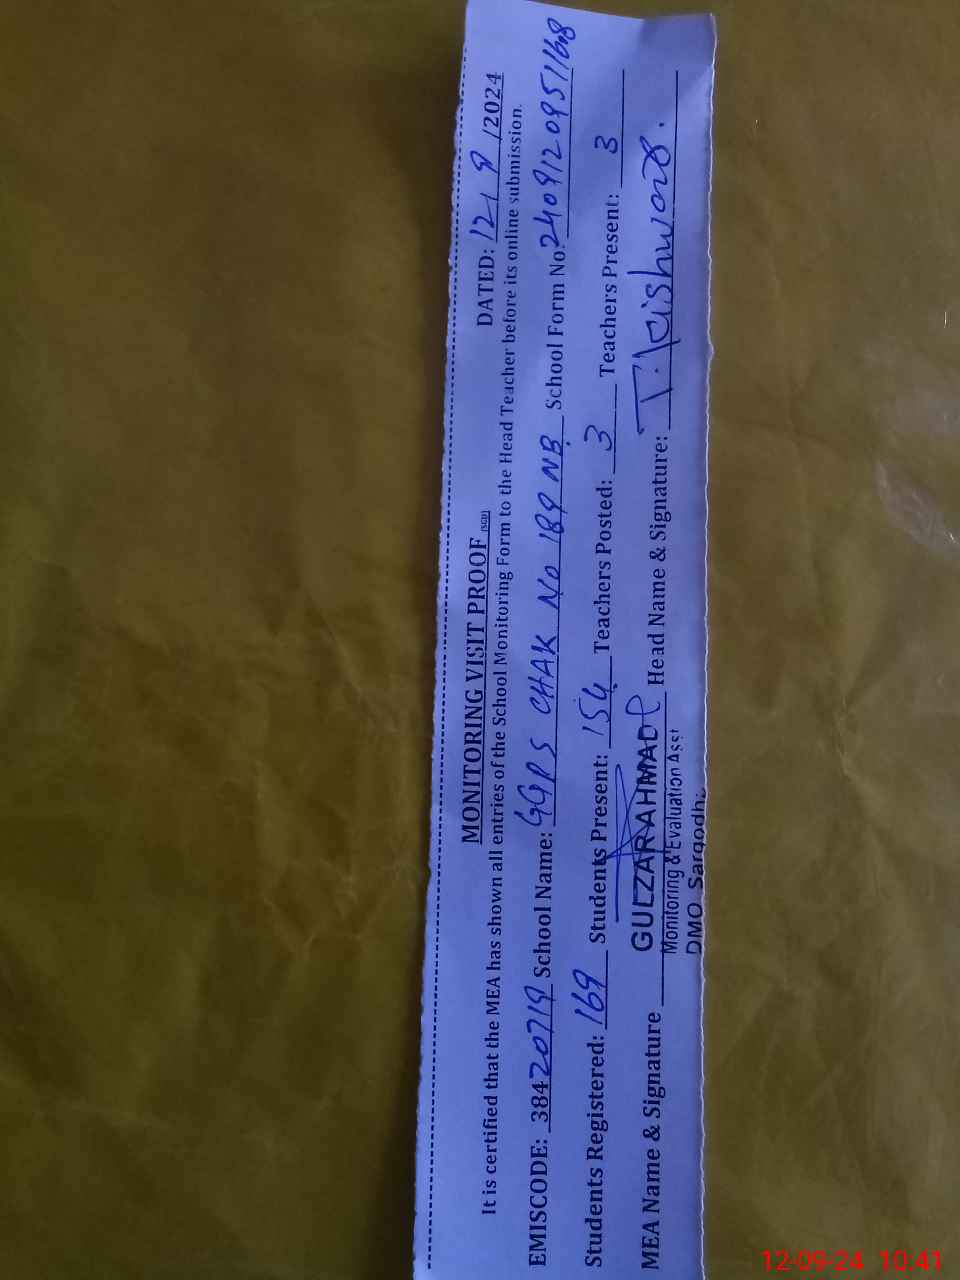 MONITORING VISIT PROOF (SGD)
DATED: 12/9/2024
It is certified that the MEA has shown all entries of the School Monitoring Form to the Head Teacher before its online submission.
EMISCODE: 38420719 School Name: GGPS CHAK No 189 NB School Form No: 2409120951168
Students Registered: 169 Students Present: 154 Teachers Posted: 3 Teachers Present: 3
MEA Name & Signature GULZAR AHMAD Head Name & Signature:
Monitoring & Evaluation Asst
DMO Sargodh
12-09-24 10:41